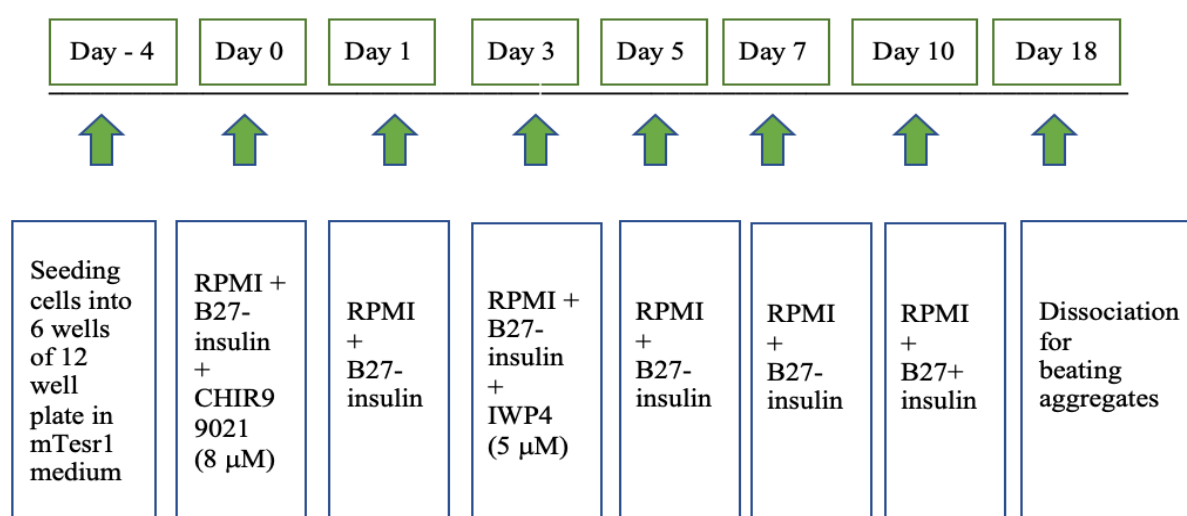 Day - 4
Day 0
Day 1
Day 3
Day 5
Day 7
Day 10
Day 18
Seeding
cells into
6 wells
of 12
well
plate in
mTesr1
medium
RPMI +
B27-
insulin
+
CHIR9
9021
(8 μM)
RPMI
+
B27-
insulin
RPMI +
B27-
insulin
+
IWP4
(5 μM)
RPMI
+
B27-
insulin
RPMI
+
B27-
insulin
RPMI
+
B27+
insulin
Dissociation
for
beating
aggregates